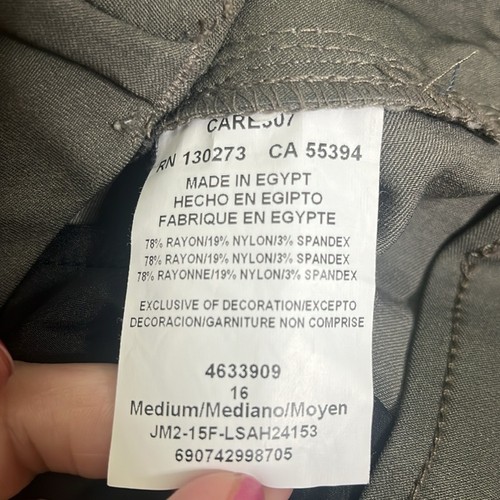 CARE307
RN 130273 CA 55394
MADE IN EGYPT
HECHO EN EGIPTO
FABRIQUE EN EGYPTE
78% RAYON/19% NYLON/3% SPANDEX
78% RAYON/19% NYLON/3% SPANDEX
78% RAYONNE/19% NYLON/3% SPANDEX
EXCLUSIVE OF DECORATION/EXCEPTO
DECORACION/GARNITURE NON COMPRISE
4633909
16
Medium/Mediano/Moyen
JM2-15F-LSAH24153
690742998705